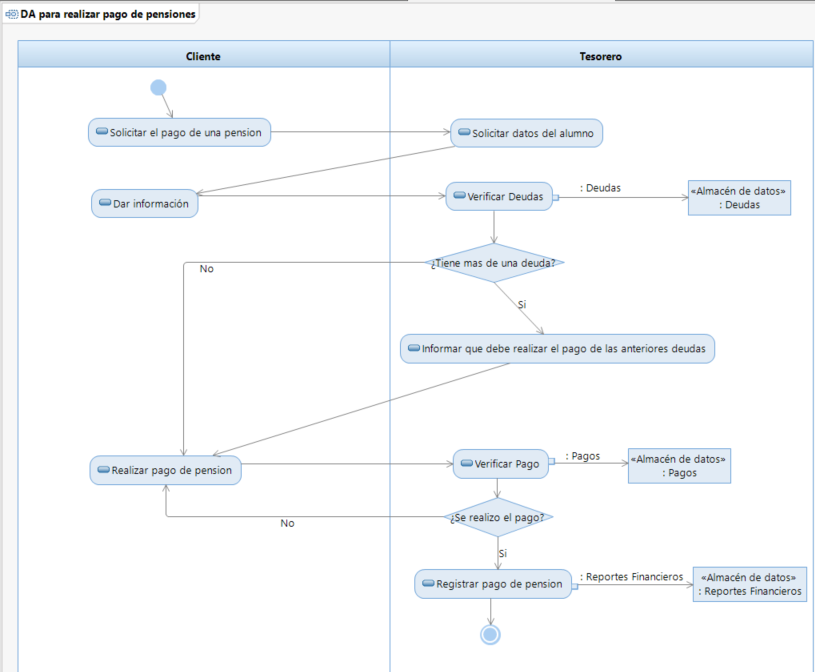 DA para realizar pago de pensiones
Cliente
Tesorero
Solicitar el pago de una pension
Solicitar datos del alumno
Dar información
Verificar Deudas
: Deudas
«Almacén de datos»
: Deudas
¿Tiene mas de una deuda?
No
Si
Informar que debe realizar el pago de las anteriores deudas
Realizar pago de pension
Verificar Pago
: Pagos
«Almacén de datos»
: Pagos
¿Se realizo el pago?
No
Si
Registrar pago de pension
: Reportes Financieros
«Almacén de datos»
: Reportes Financieros